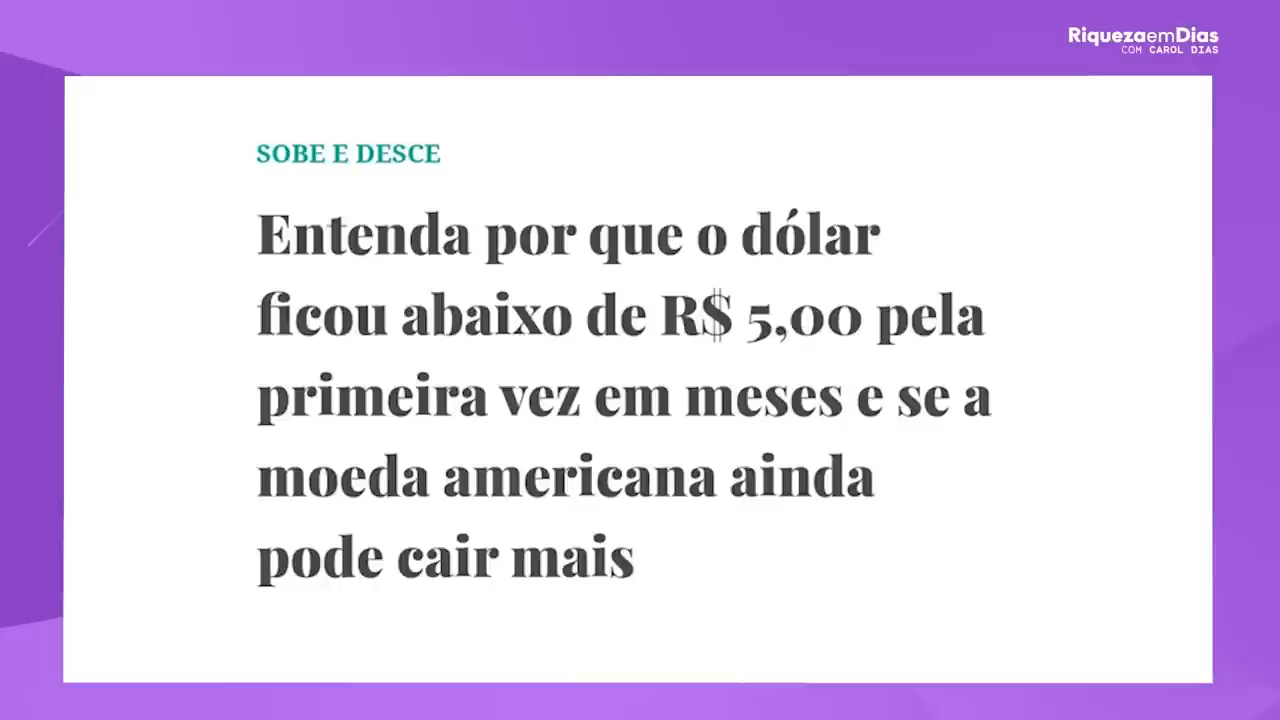 RiquezaemDias
COM CAROL DIAS
SOBE E DESCE
Entenda por que o dólar
ficou abaixo de R$ 5,00 pela
primeira vez em meses e se a
moeda americana ainda
pode cair mais